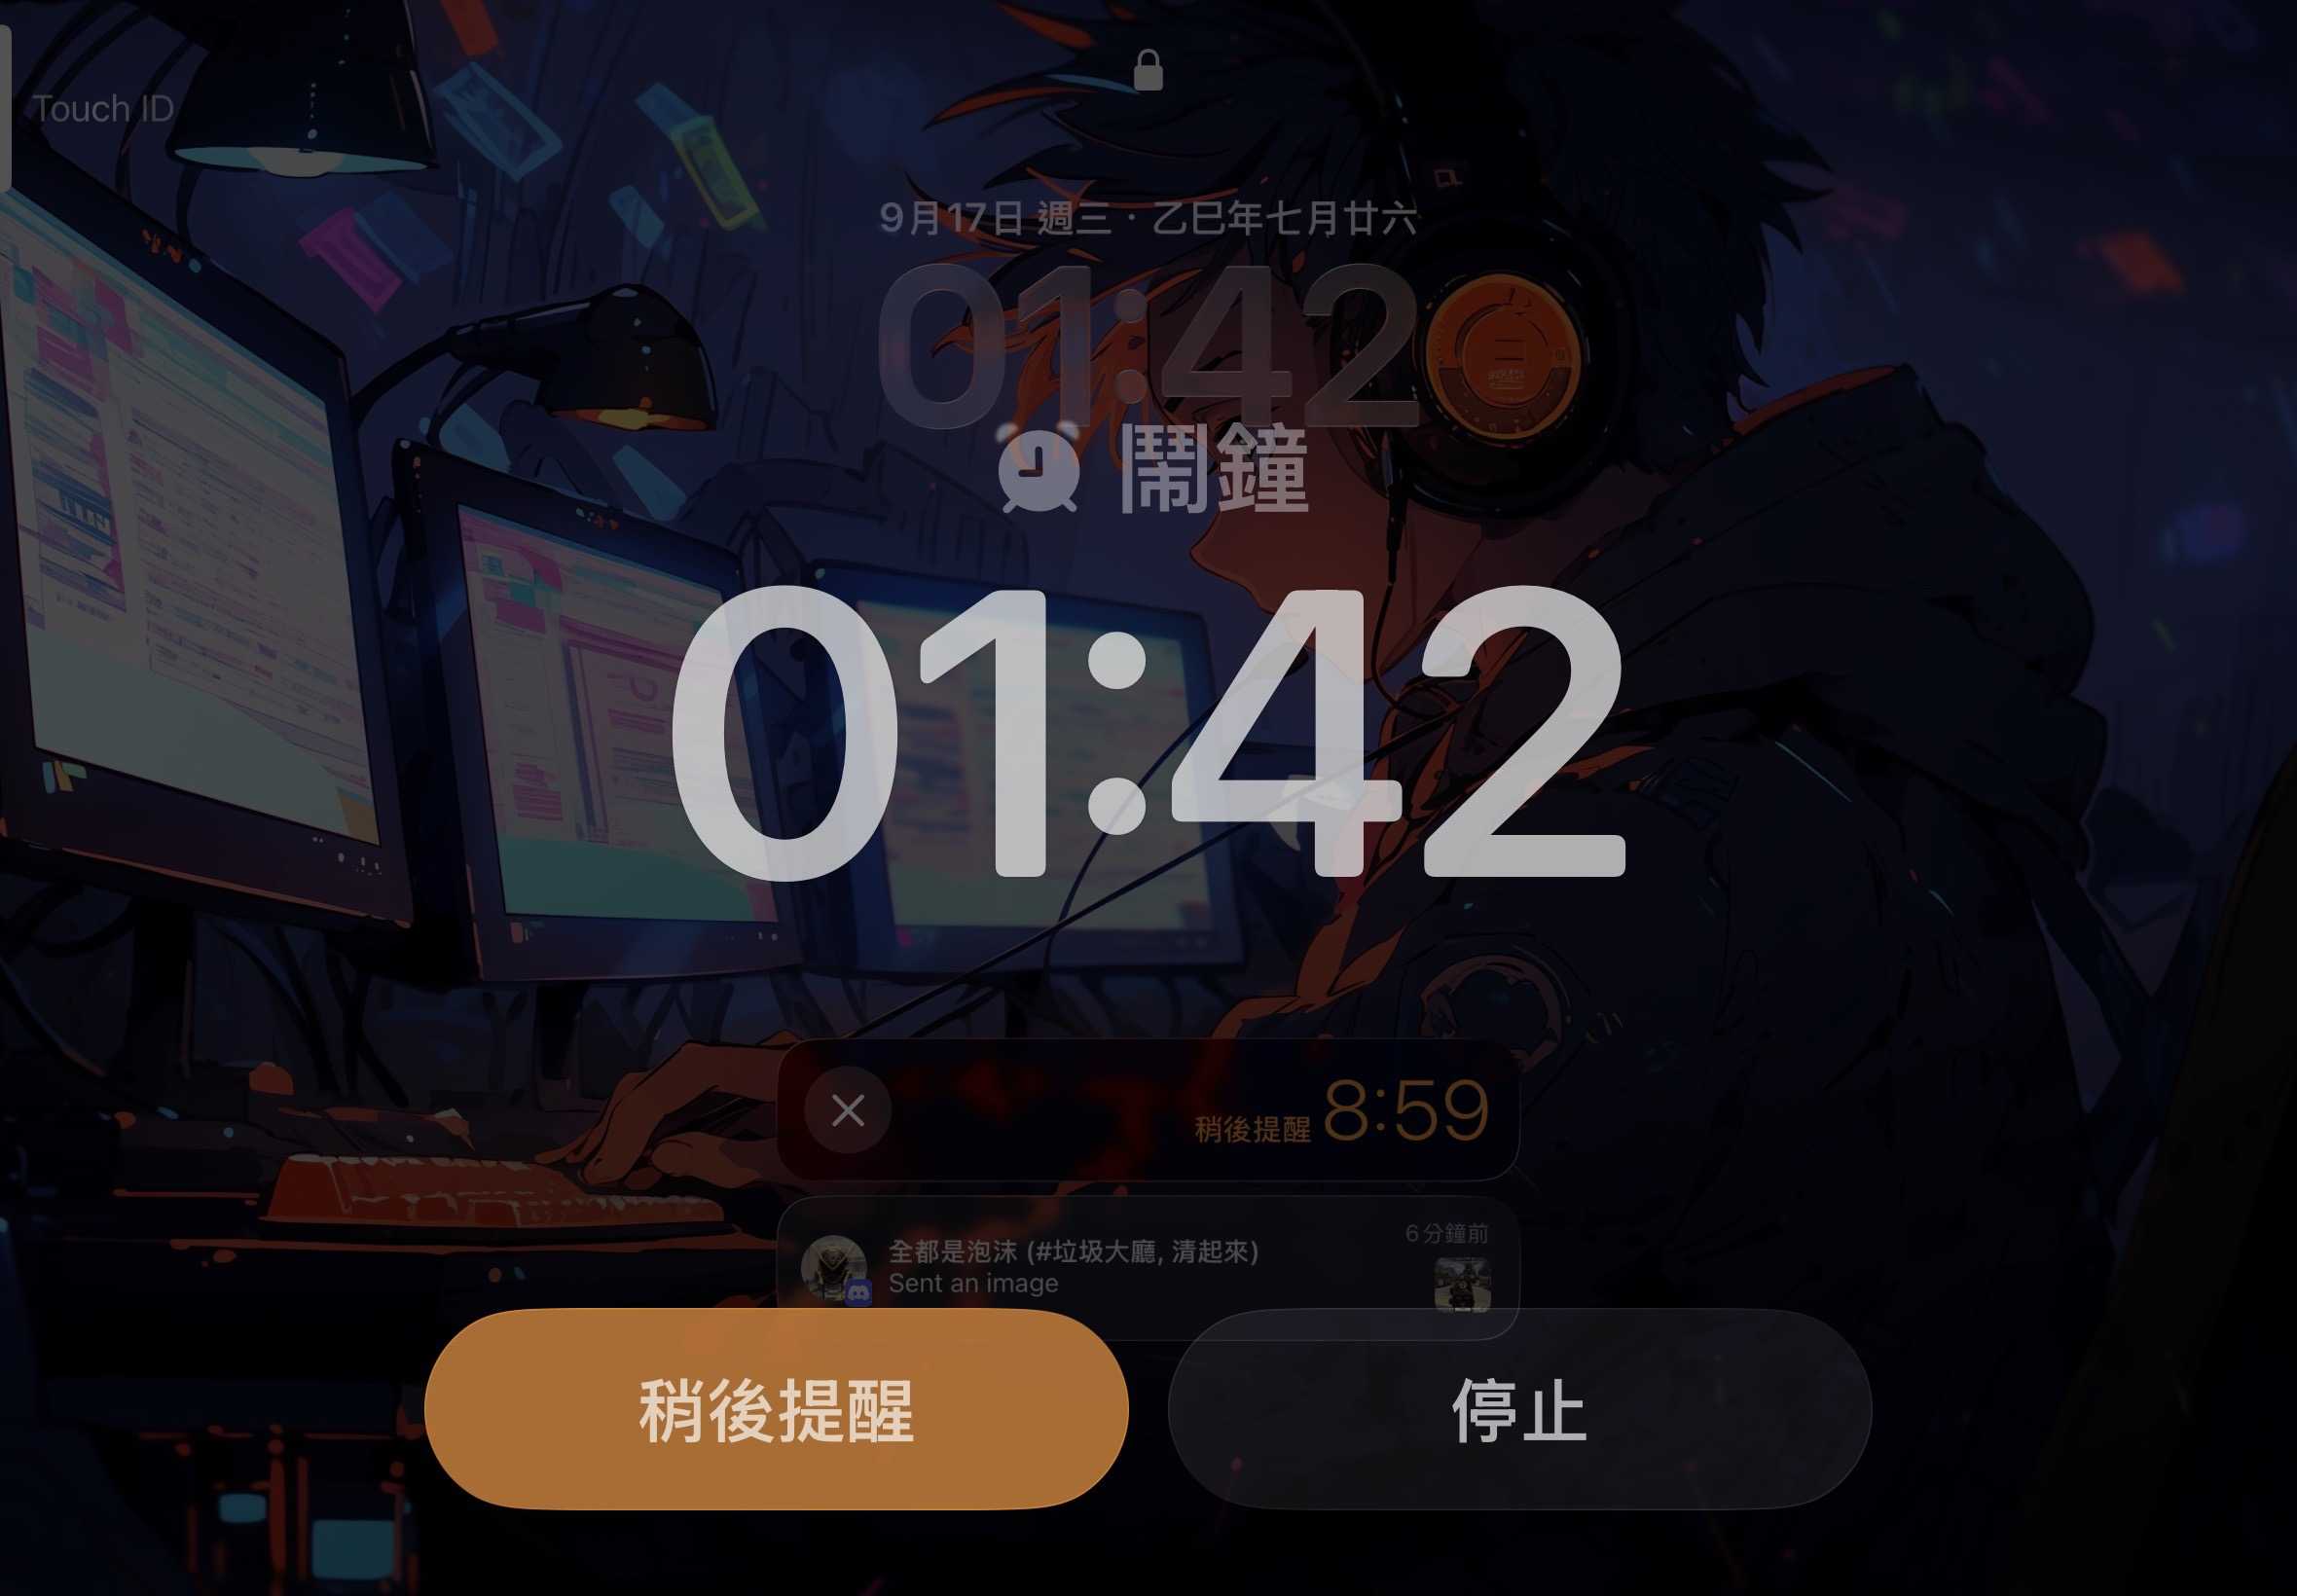 Touch ID
9月17日 週三 · 乙巳年七月廿六
01:42
鬧鐘
01:42
稍後提醒 8:59
全都是泡沫 (#垃圾大廳, 清起來)
6分鐘前
Sent an image
稍後提醒
停止